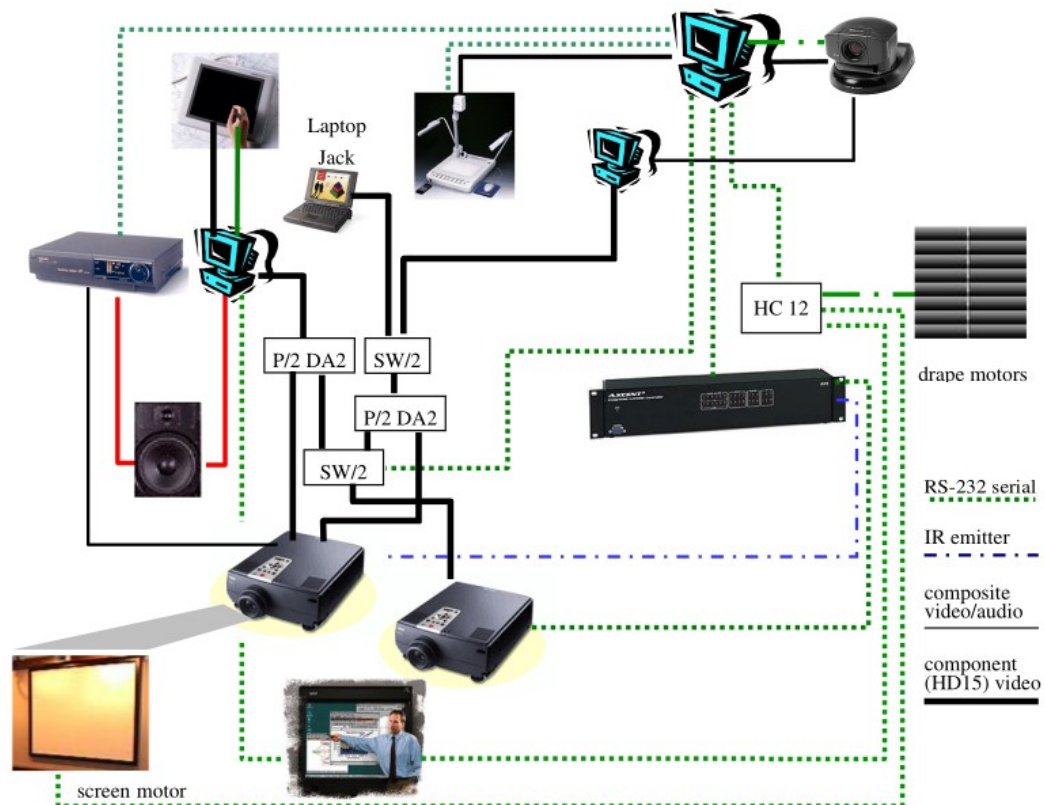 Laptop
Jack
HC 12
P/2 DA2
SW/2
drape motors
P/2 DA2
SW/2
RS-232 serial
IR emitter
composite
video/audio
component
(HD15) video
screen motor